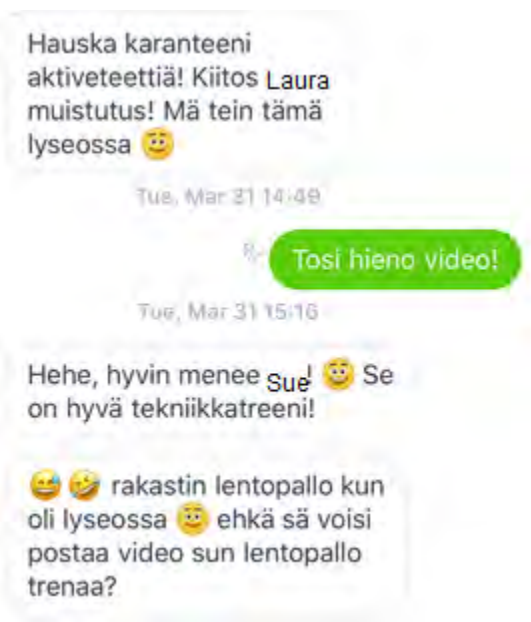 Hauska karanteeni
aktiveteettiä! Kiitos Laura
muistutus! Mä tein tämä
lyseossa 😇
Tue, Mar 31 14:49
R
Tosi hieno video!
Tue, Mar 31 15:16
Hehe, hyvin menee Sue! 😇 Se
on hyvä tekniikkatreeni!
😅 🤣 rakastin lentopallo kun
oli lyseossa 😇 ehkä sä voisi
postaa video sun lentopallo
trenaa?